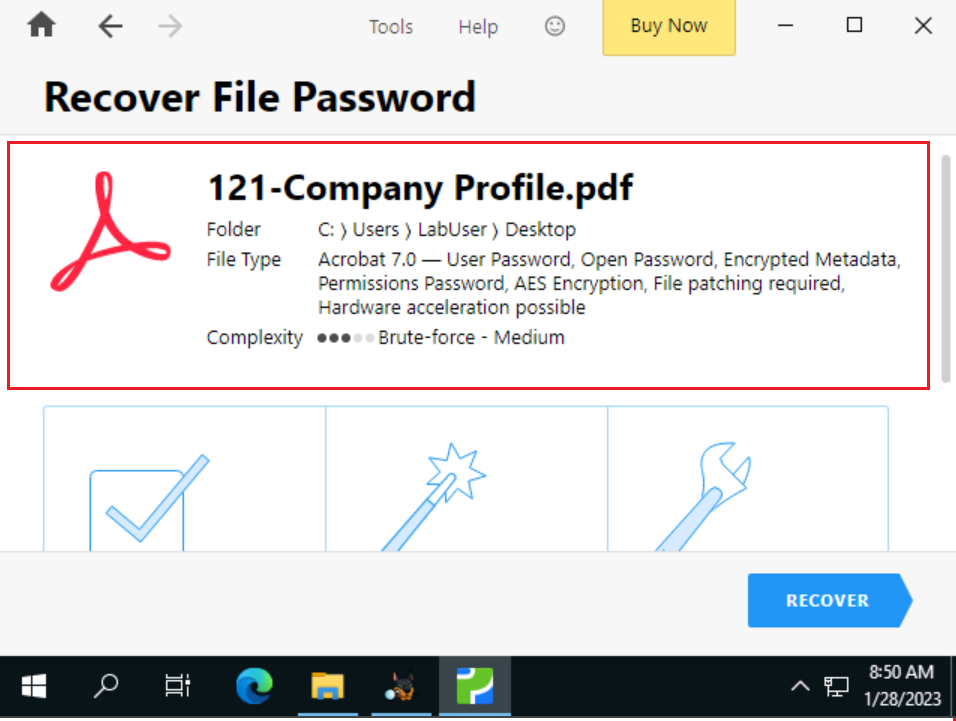 Tools Help Buy Now
Recover File Password
121-Company Profile.pdf
Folder C: ⟩ Users ⟩ LabUser ⟩ Desktop
File Type Acrobat 7.0 — User Password, Open Password, Encrypted Metadata,
Permissions Password, AES Encryption, File patching required,
Hardware acceleration possible
Complexity Brute-force - Medium
RECOVER
8:50 AM
1/28/2023